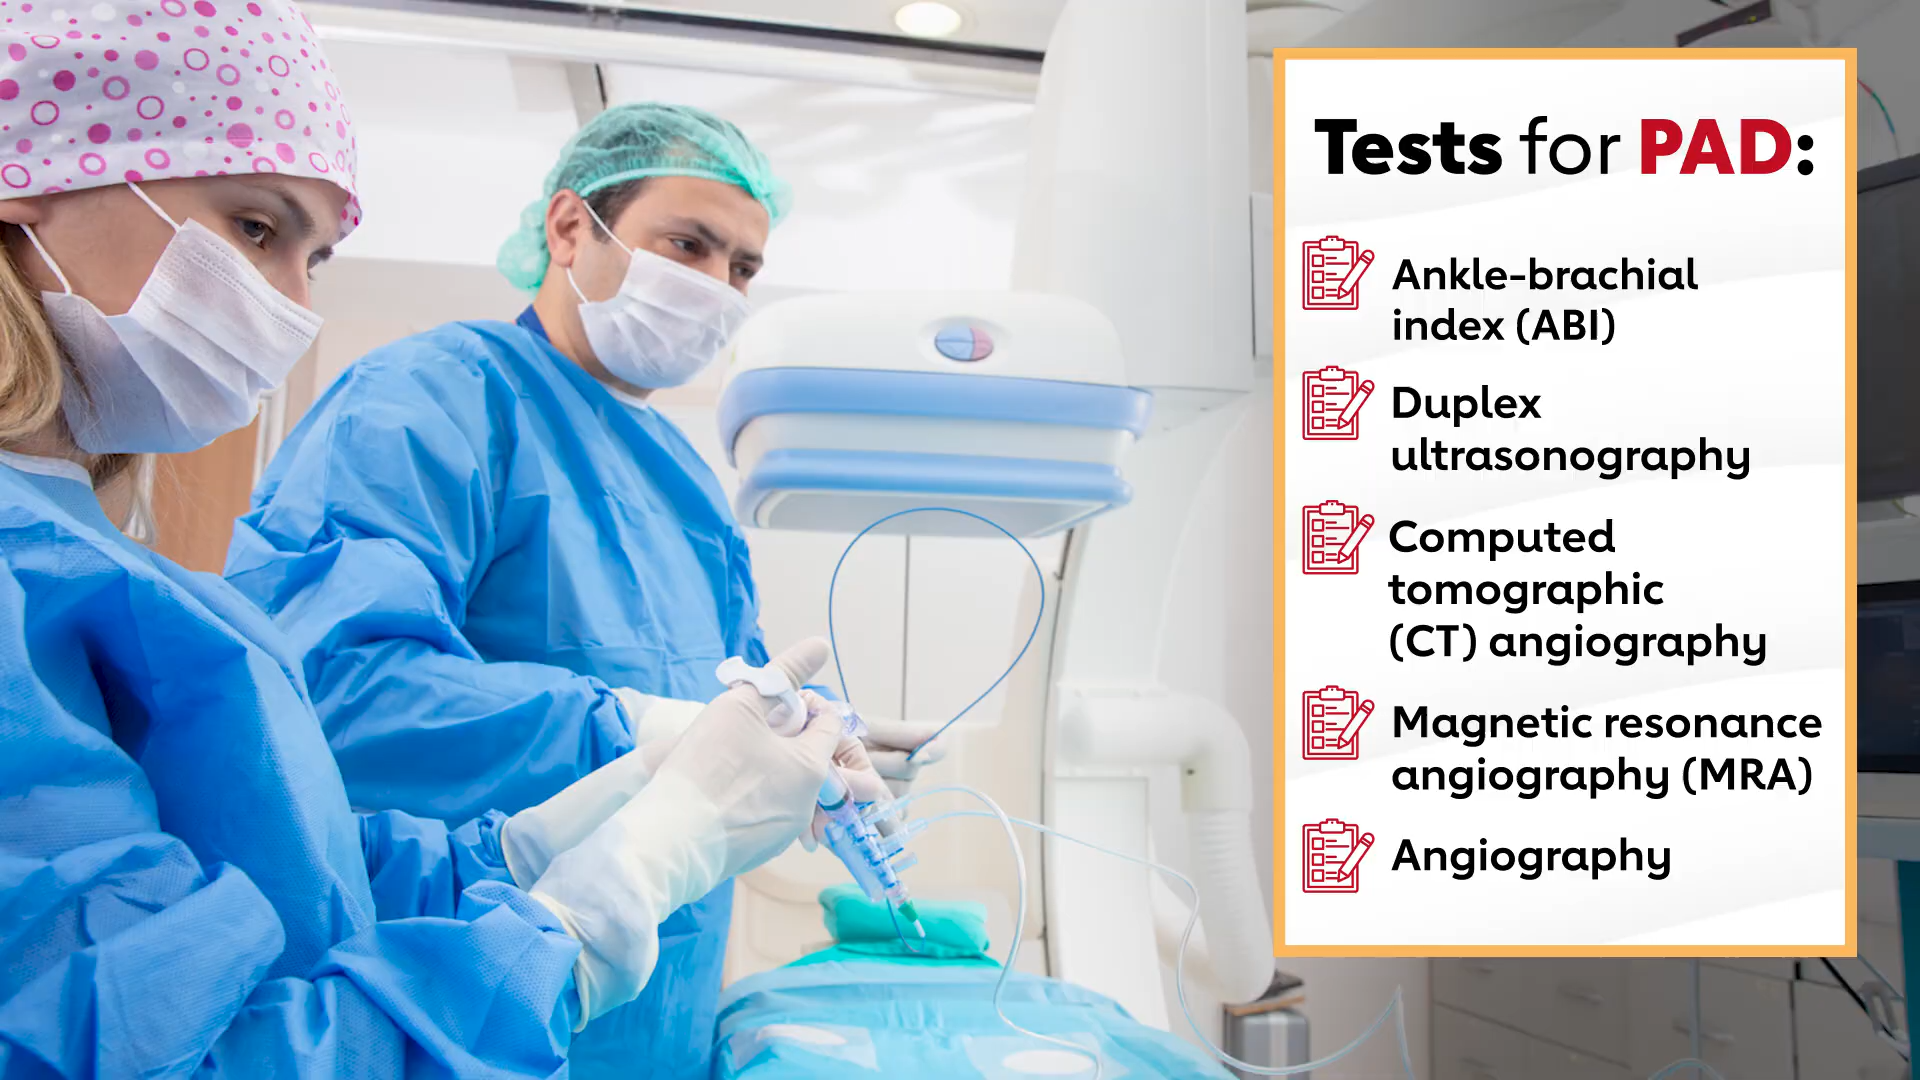 Tests for PAD:
Ankle-brachial
index (ABI)
Duplex
ultrasonography
Computed
tomographic
(CT) angiography
Magnetic resonance
angiography (MRA)
Angiography